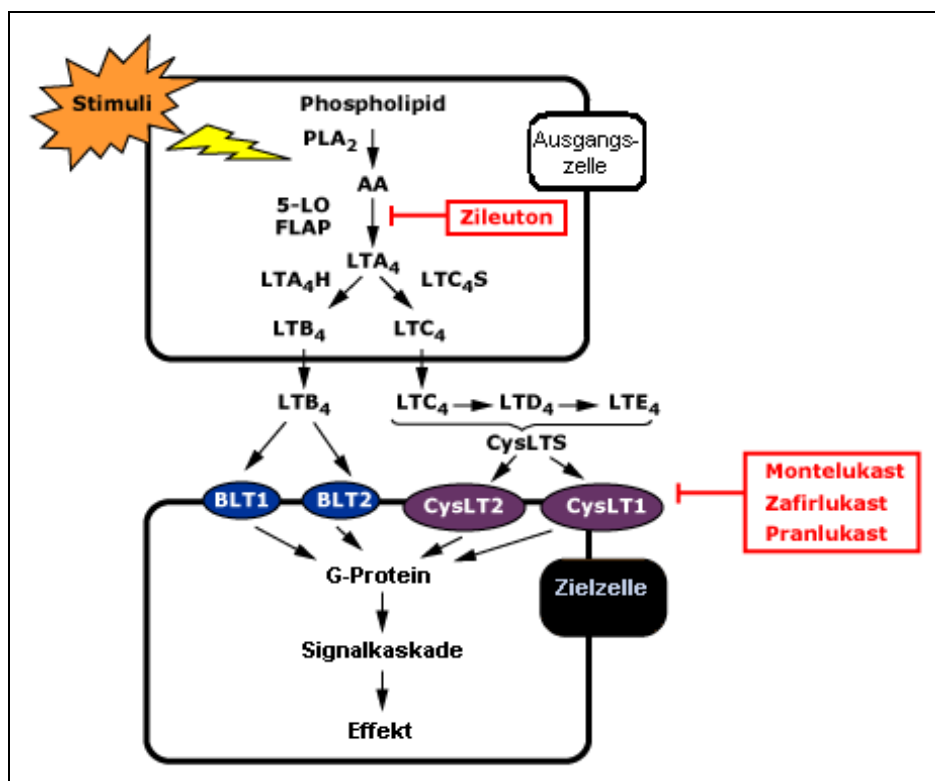 Stimuli
Phospholipid
PLA₂
Ausgangs-
zelle
AA
5-LO
FLAP
Zileuton
LTA₄
LTA₄H
LTC₄S
LTB₄
LTC₄
LTB₄
LTC₄ LTD₄ LTE₄
CysLTS
BLT1
BLT2
CysLT2
CysLT1
Montelukast
Zafirlukast
Pranlukast
G-Protein
Zielzelle
Signalkaskade
Effekt